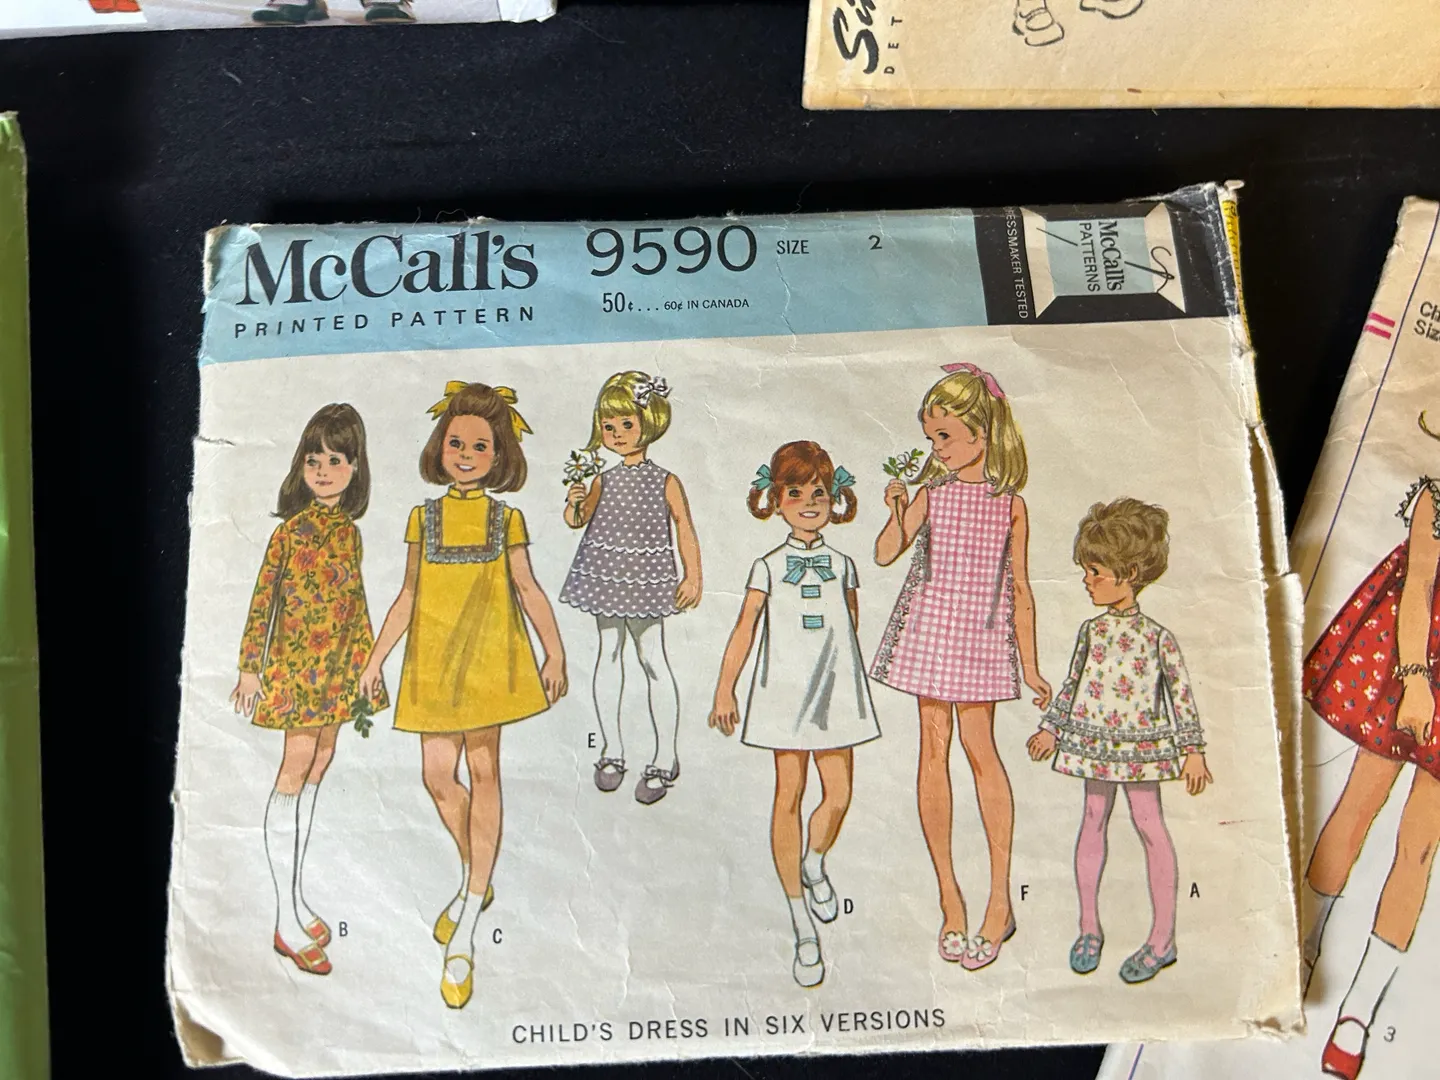 DET
McCall's
PRINTED PATTERN
9590 SIZE 2
50¢...60¢ IN CANADA
McCall's
PATTERNS
TESTED
B
C
E
D
F
A
CHILD'S DRESS IN SIX VERSIONS
3